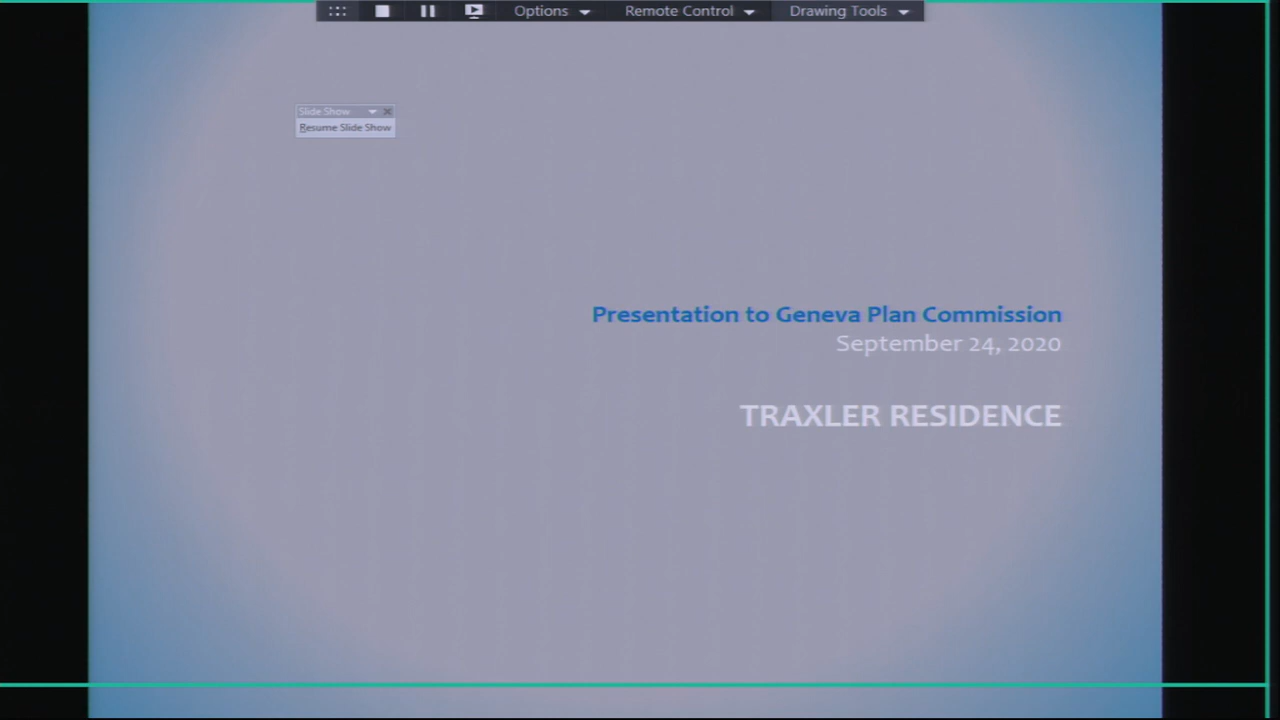 Options
Remote Control
Drawing Tools
Slide Show
Resume Slide Show
Presentation to Geneva Plan Commission
September 24, 2020
TRAXLER RESIDENCE